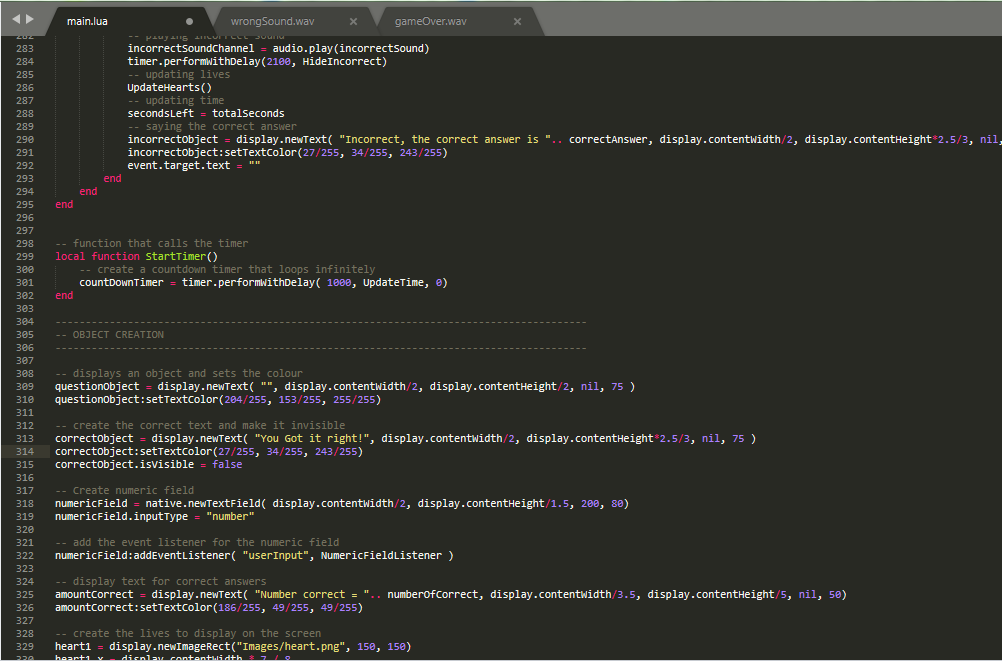 main.lua
wrongSound.wav
gameOver.wav
282 -- playing incorrect sound
283 incorrectSoundChannel = audio.play(incorrectSound)
284 timer.performWithDelay(2100, HideIncorrect)
285 -- updating lives
286 UpdateHearts()
287 -- updating time
288 secondsLeft = totalSeconds
289 -- saying the correct answer
290 incorrectObject = display.newText( "Incorrect, the correct answer is ".. correctAnswer, display.contentWidth/2, display.contentHeight*2.5/3, nil,
291 incorrectObject:setTextColor(27/255, 34/255, 243/255)
292 event.target.text = ""
293 end
294 end
295 end
296
297
298 -- function that calls the timer
299 local function StartTimer()
300 -- create a countdown timer that loops infinitely
301 countDownTimer = timer.performWithDelay( 1000, UpdateTime, 0)
302 end
303
304 ----------------------------------------------------------------------------------------
305 -- OBJECT CREATION
306 ----------------------------------------------------------------------------------------
307
308 -- displays an object and sets the colour
309 questionObject = display.newText( "", display.contentWidth/2, display.contentHeight/2, nil, 75 )
310 questionObject:setTextColor(204/255, 153/255, 255/255)
311
312 -- create the correct text and make it invisible
313 correctObject = display.newText( "You Got it right!", display.contentWidth/2, display.contentHeight*2.5/3, nil, 75 )
314 correctObject:setTextColor(27/255, 34/255, 243/255)
315 correctObject.isVisible = false
316
317 -- Create numeric field
318 numericField = native.newTextField( display.contentWidth/2, display.contentHeight/1.5, 200, 80)
319 numericField.inputType = "number"
320
321 -- add the event listener for the numeric field
322 numericField:addEventListener( "userInput", NumericFieldListener )
323
324 -- display text for correct answers
325 amountCorrect = display.newText( "Number correct = ".. numberOfCorrect, display.contentWidth/3.5, display.contentHeight/5, nil, 50)
326 amountCorrect:setTextColor(186/255, 49/255, 49/255)
327
328 -- create the lives to display on the screen
329 heart1 = display.newImageRect("Images/heart.png", 150, 150)
330 heart1.x = display.contentWidth * 7 / 8